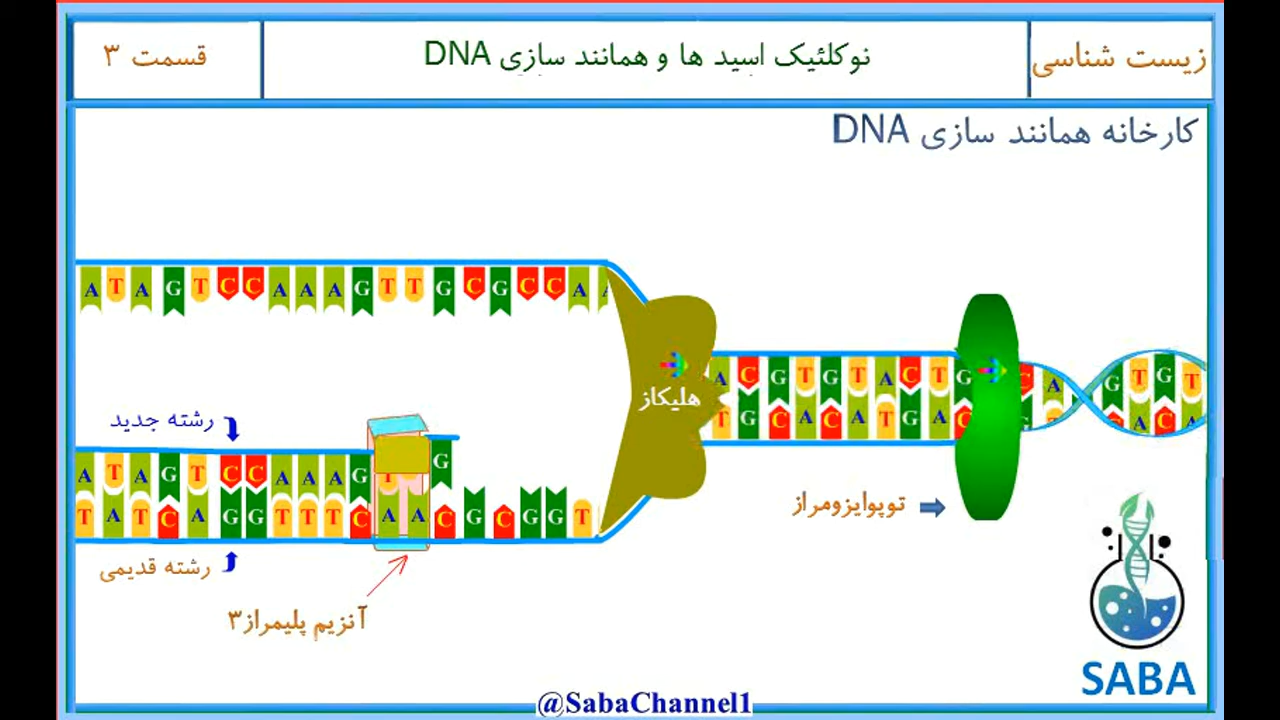 زیست شناسی
نوکلئیک اسید ها و همانند سازی DNA
قسمت ۳
کارخانه همانند سازی DNA
A T A G T C C A A A G T T G C G C C A A
هلیکاز
A C G T G T A C T G C A G T G T
T G C A C A T G A C G T C A C A
رشته جدید
A T A G T C C A A A G T G
T A T C A G G T T T C A A C G C G G T
رشته قدیمی
توپوایزومراز
آنزیم پلیمراز۳
SABA
@SabaChannel1